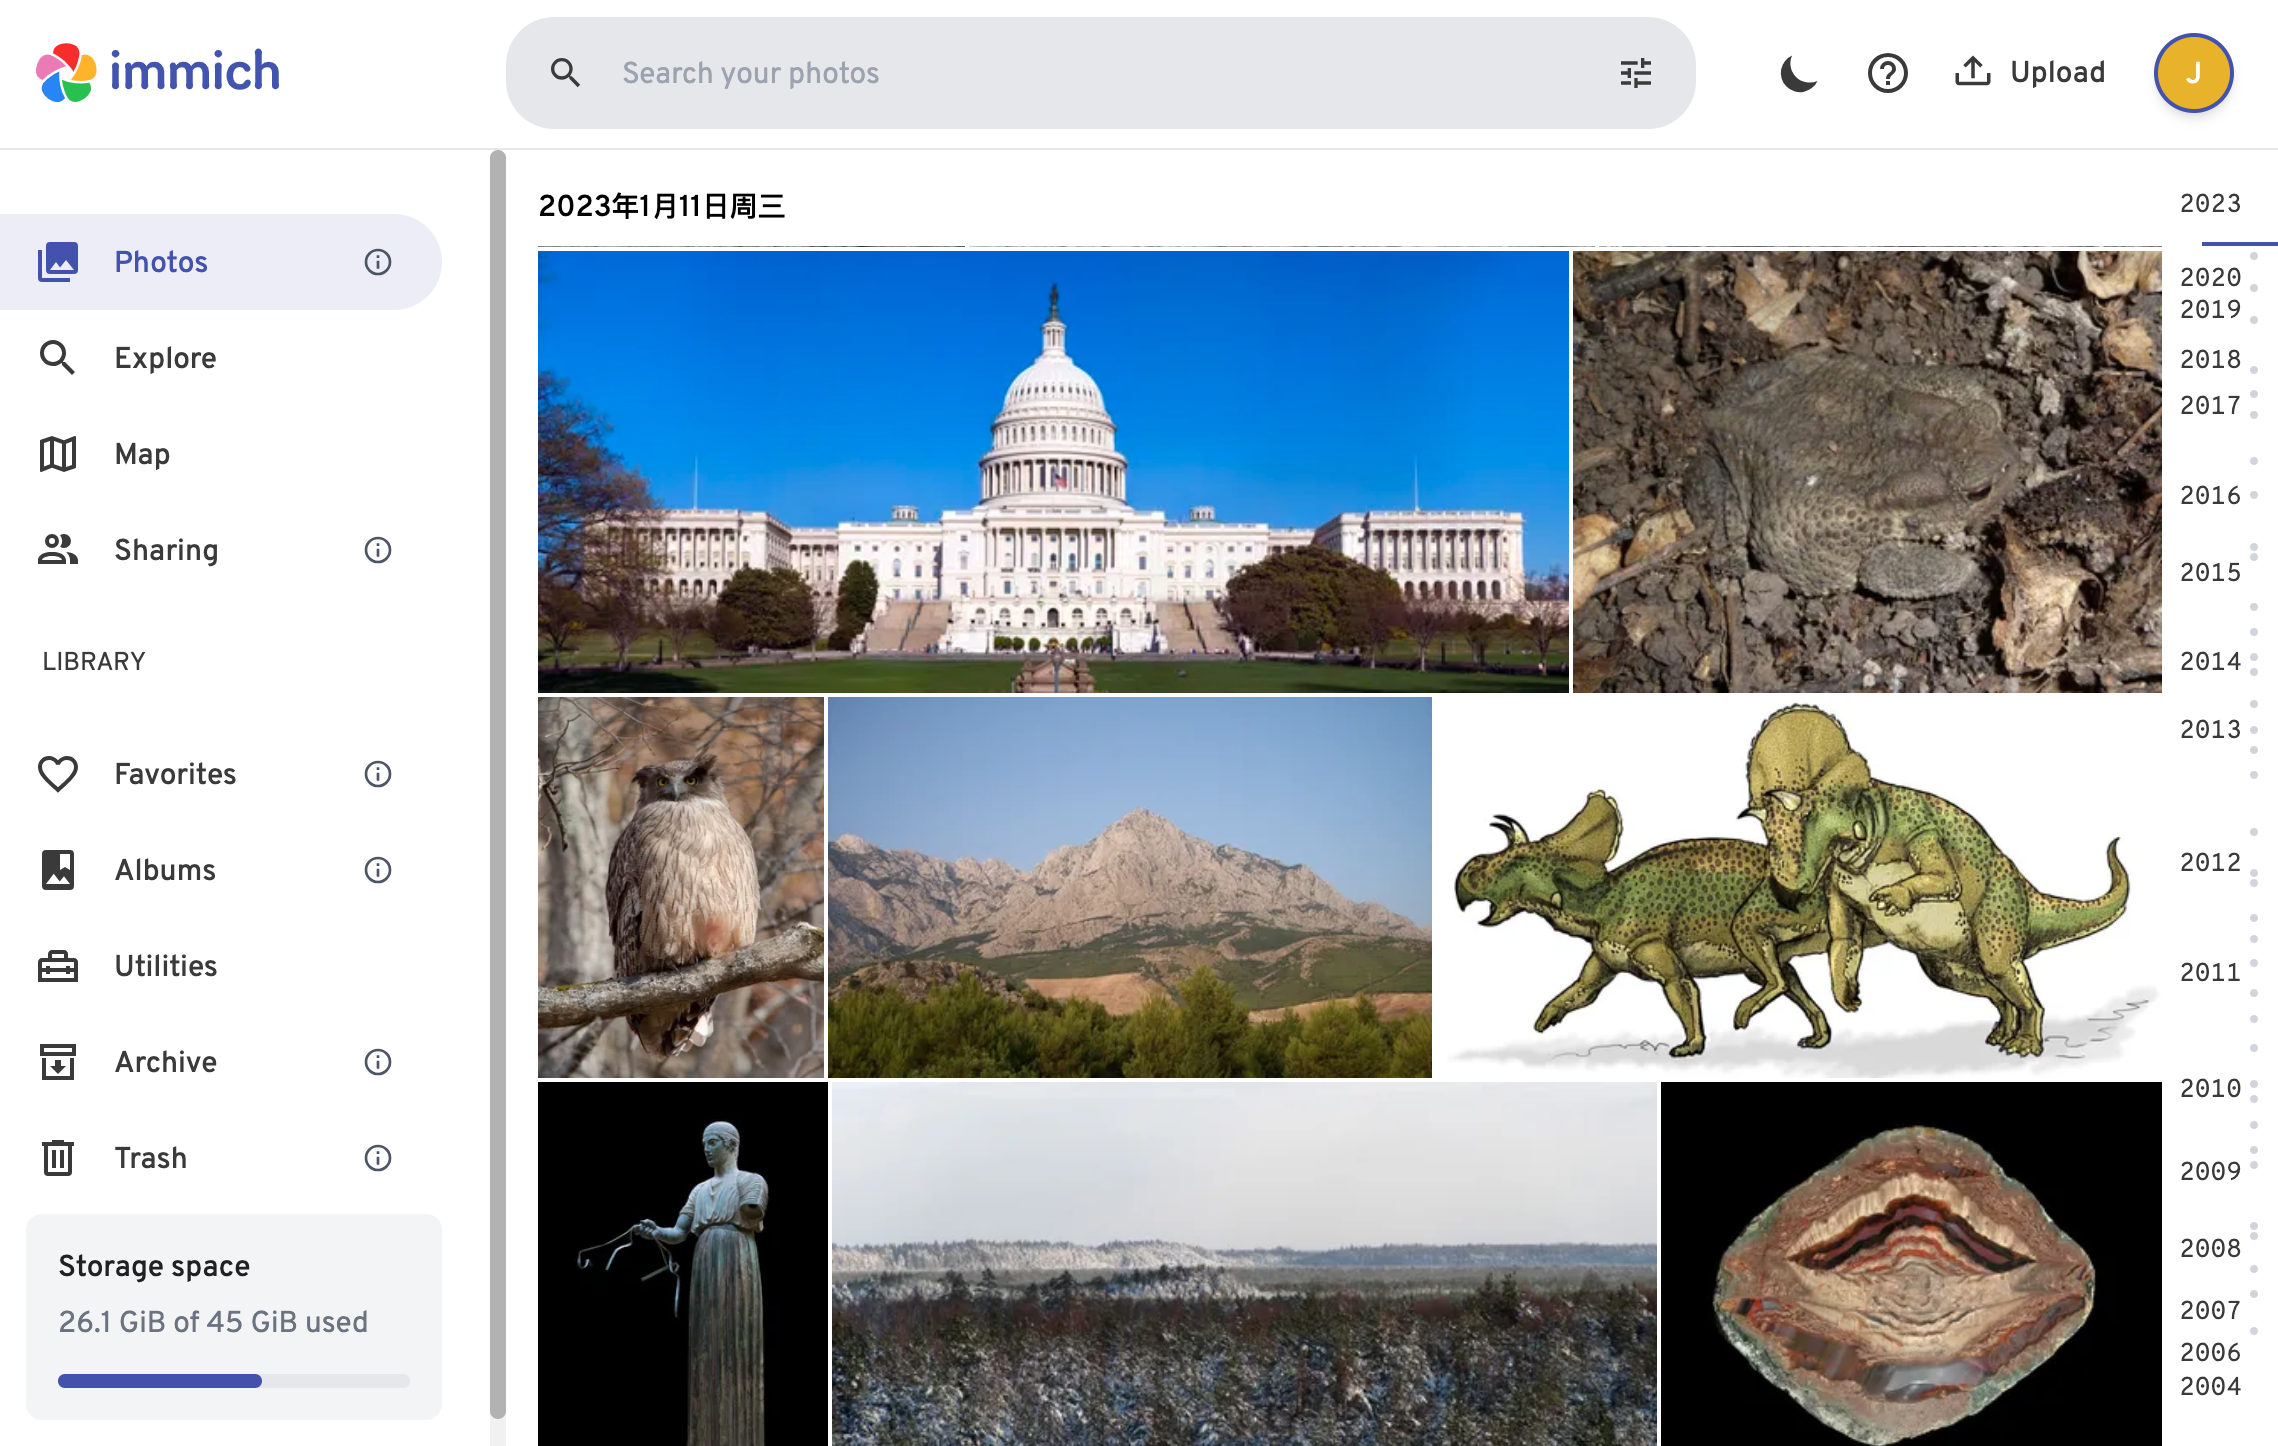 immich
Search your photos
Upload
J
Photos
Explore
Map
Sharing
LIBRARY
Favorites
Albums
Utilities
Archive
Trash
Storage space
26.1 GiB of 45 GiB used
2023年1月11日周三
2023
2020
2019
2018
2017
2016
2015
2014
2013
2012
2011
2010
2009
2008
2007
2006
2004